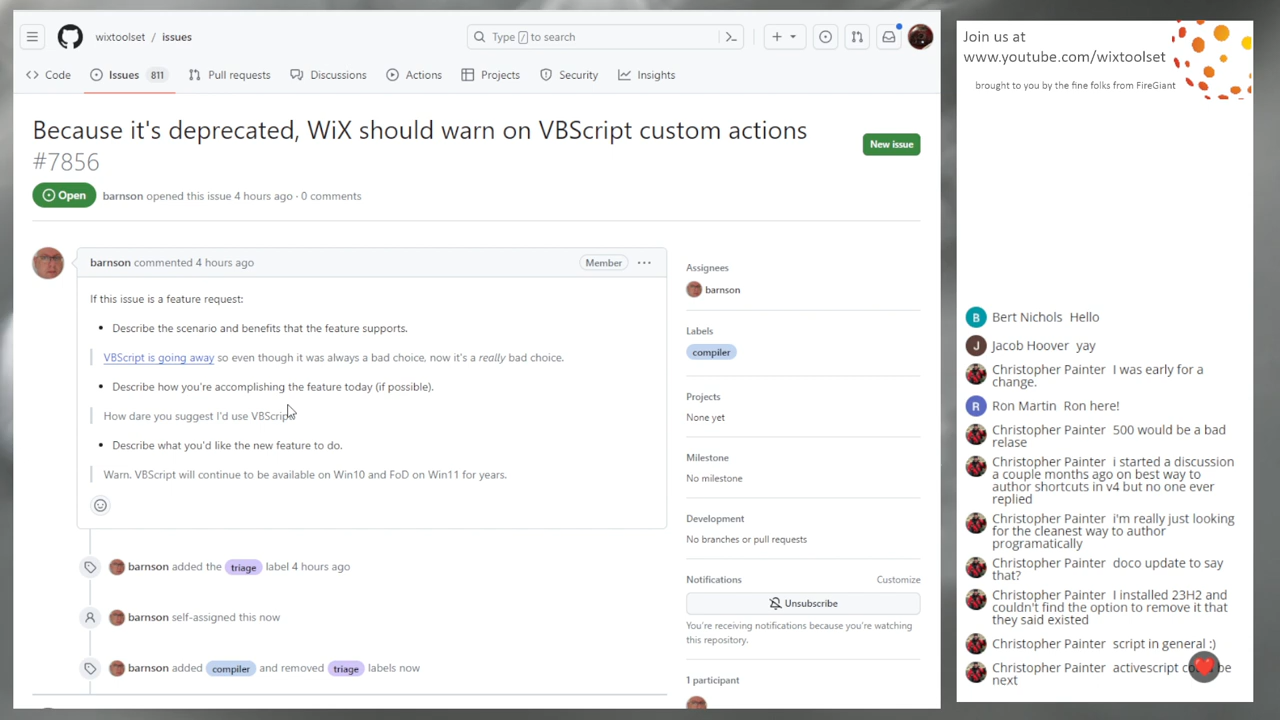 wixtoolset / issues
Type / to search
Code
Issues 811
Pull requests
Discussions
Actions
Projects
Security
Insights
Because it's deprecated, WiX should warn on VBScript custom actions
#7856
New issue
Open
barnson opened this issue 4 hours ago · 0 comments
barnson commented 4 hours ago
Member
If this issue is a feature request:
• Describe the scenario and benefits that the feature supports.
VBScript is going away so even though it was always a bad choice, now it's a really bad choice.
• Describe how you're accomplishing the feature today (if possible).
How dare you suggest I'd use VBScript.
• Describe what you'd like the new feature to do.
Warn. VBScript will continue to be available on Win10 and FoD on Win11 for years.
barnson added the triage label 4 hours ago
barnson self-assigned this now
barnson added compiler and removed triage labels now
Assignees
barnson
Labels
compiler
Projects
None yet
Milestone
No milestone
Development
No branches or pull requests
Notifications
Customize
Unsubscribe
You're receiving notifications because you're watching
this repository.
1 participant
Join us at
www.youtube.com/wixtoolset
brought to you by the fine folks from FireGiant
B Bert Nichols Hello
J Jacob Hoover yay
Christopher Painter I was early for a
change.
R Ron Martin Ron here!
Christopher Painter 500 would be a bad
relase
Christopher Painter i started a discussion
a couple months ago on best way to
author shortcuts in v4 but no one ever
replied
Christopher Painter i'm really just looking
for the cleanest way to author
programatically
Christopher Painter doco update to say
that?
Christopher Painter I installed 23H2 and
couldn't find the option to remove it that
they said existed
Christopher Painter script in general :)
Christopher Painter activescript could be
next